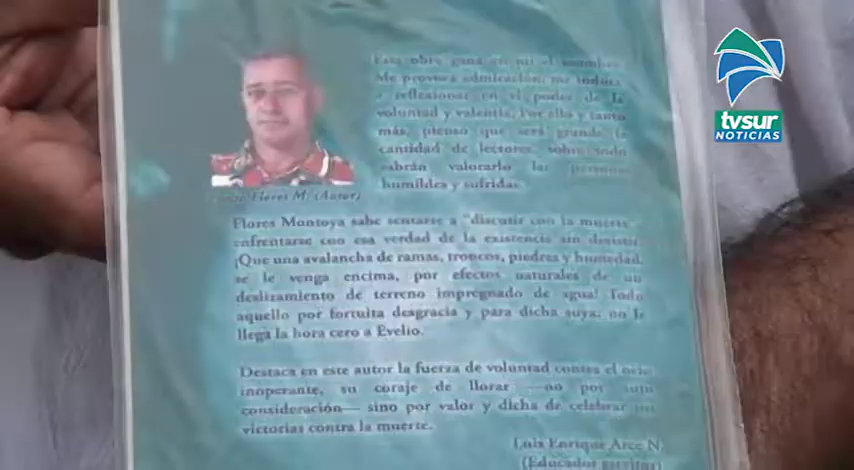 Esta obra gana en mí el asombro.
Me provoca admiración, me induce
a reflexionar en el poder de la
voluntad y valentía. Por ello y tanto
más, pienso que será grande la
cantidad de lectores, sobre todo
sabrán valorarlo las personas
humildes y sufridas.
Flores M. (Autor)
Flores Montoya sabe sentarse a "discutir con la muerte"
enfrentarse con esa verdad de la existencia sin
¡Que una avalancha de ramas, troncos, piedras y humedad
se le venga encima, por efectos naturales de un
deslizamiento de terreno impregnado de agua! Todo
aquello por fortuita desgracia y para dicha suya: no le
llega la hora cero a Evelio.
Destaca en este autor la fuerza de voluntad contra el ocio
inoperante, su coraje de llorar —no por auto
consideración— sino por valor y dicha de celebrar sus
victorias contra la muerte.
Luis Enrique Arce N.
(Educador escritor)
tvsur
NOTICIAS